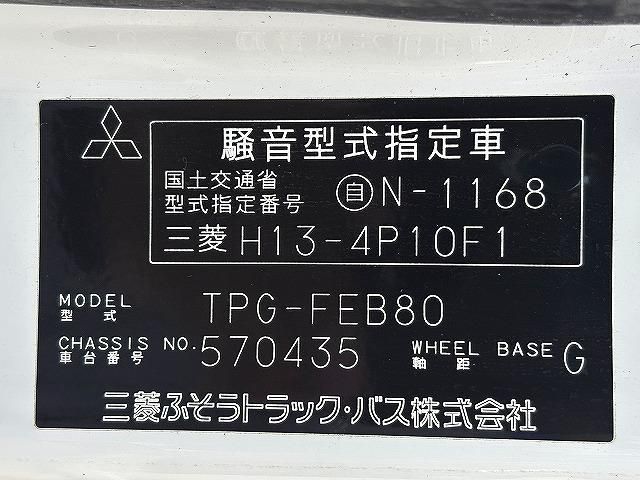 騒音型式指定車
国土交通省
型式指定番号
自 N-1168
三菱 H13-4P10F1
MODEL
型式
TPG-FEB80
CHASSIS NO.
車台番号
570435
WHEEL BASE
軸距
G
三菱ふそうトラック・バス株式会社